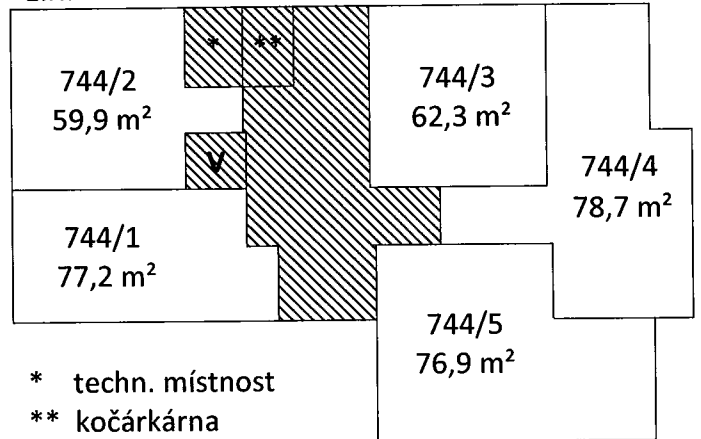 * **
744/2
59,9 m²
744/3
62,3 m²
744/4
78,7 m²
V
744/1
77,2 m²
744/5
76,9 m²
* techn. místnost
** kočárkárna